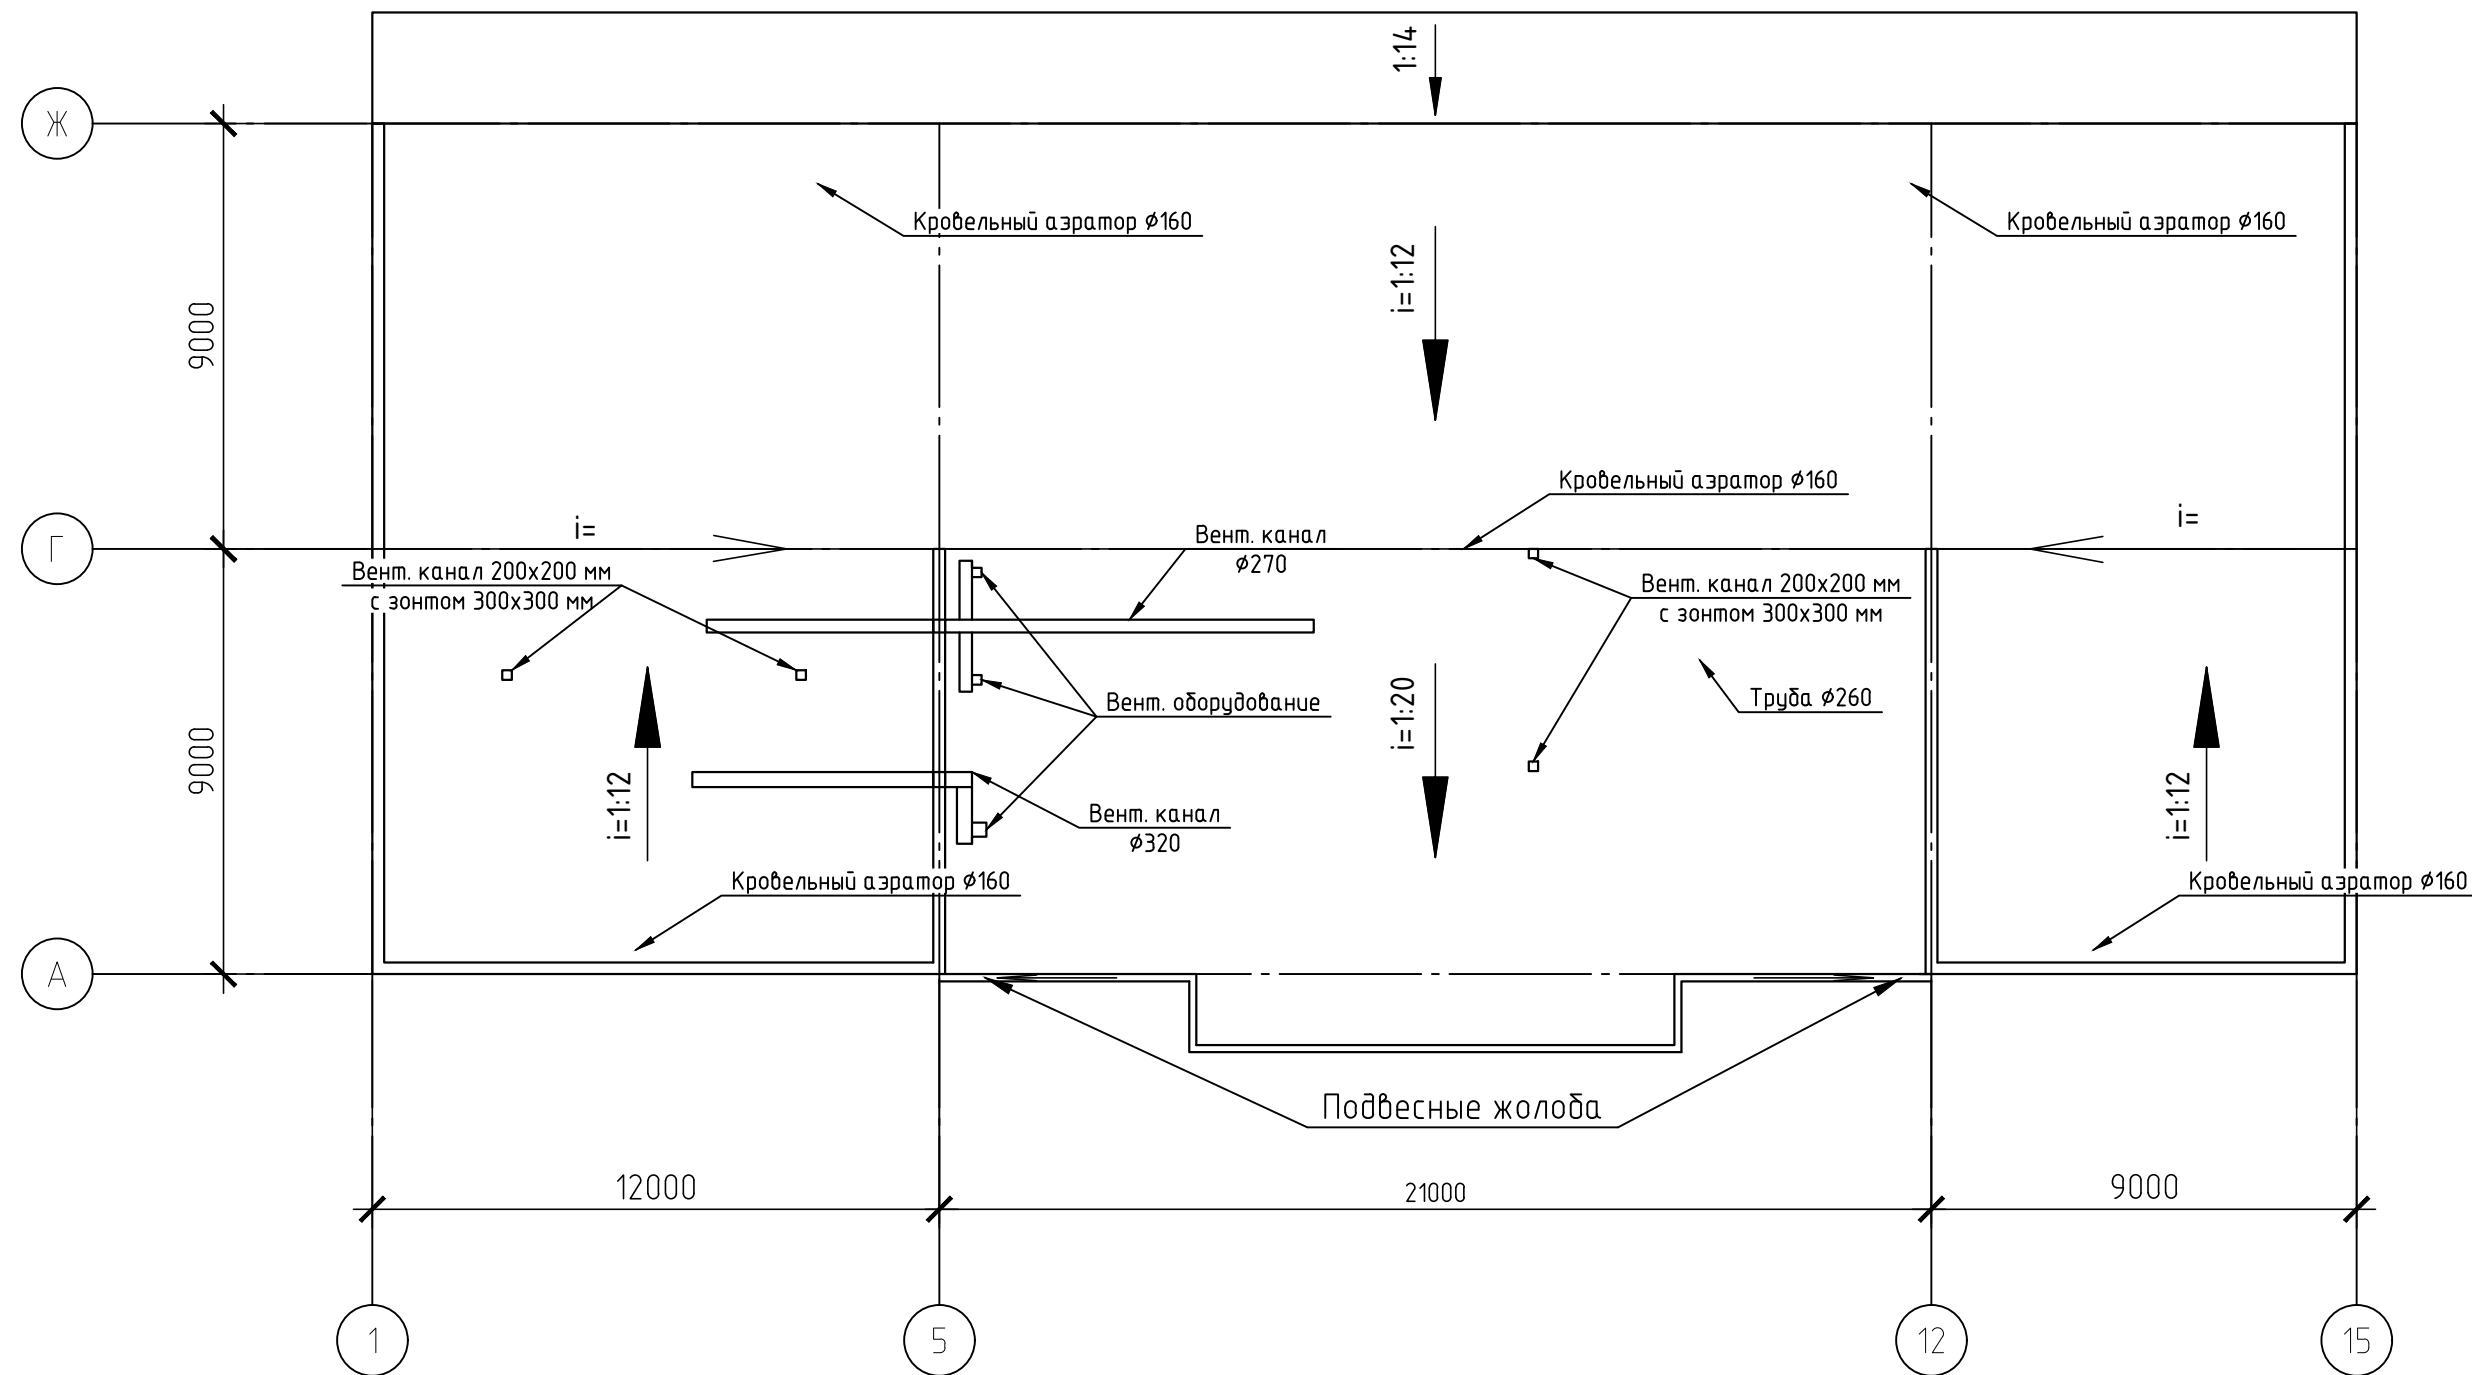 1:14
Ж
Кровельный аэратор ⌀160
Кровельный аэратор ⌀160
i=1:12
9000
Кровельный аэратор ⌀160
i=
i=
Г
Вент. канал
⌀270
Вент. канал 200х200 мм
с зонтом 300х300 мм
Вент. канал 200х200 мм
с зонтом 300х300 мм
Вент. оборудование
i=1:20
Труба ⌀260
9000
i=1:12
i=1:12
Вент. канал
⌀320
Кровельный аэратор ⌀160
Кровельный аэратор ⌀160
А
Подвесные жолоба
12000
21000
9000
1
5
12
15